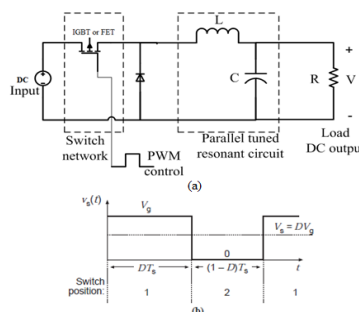 IGBT or FET
L
DC
Input
C
R
+
V
-
Switch
network
PWM
control
Parallel tuned
resonant circuit
Load
DC output
(a)
vs(t)
Vg
Vs = DVg
0
DTs
(1 – D)Ts
t
Switch
position:
1
2
1
(b)